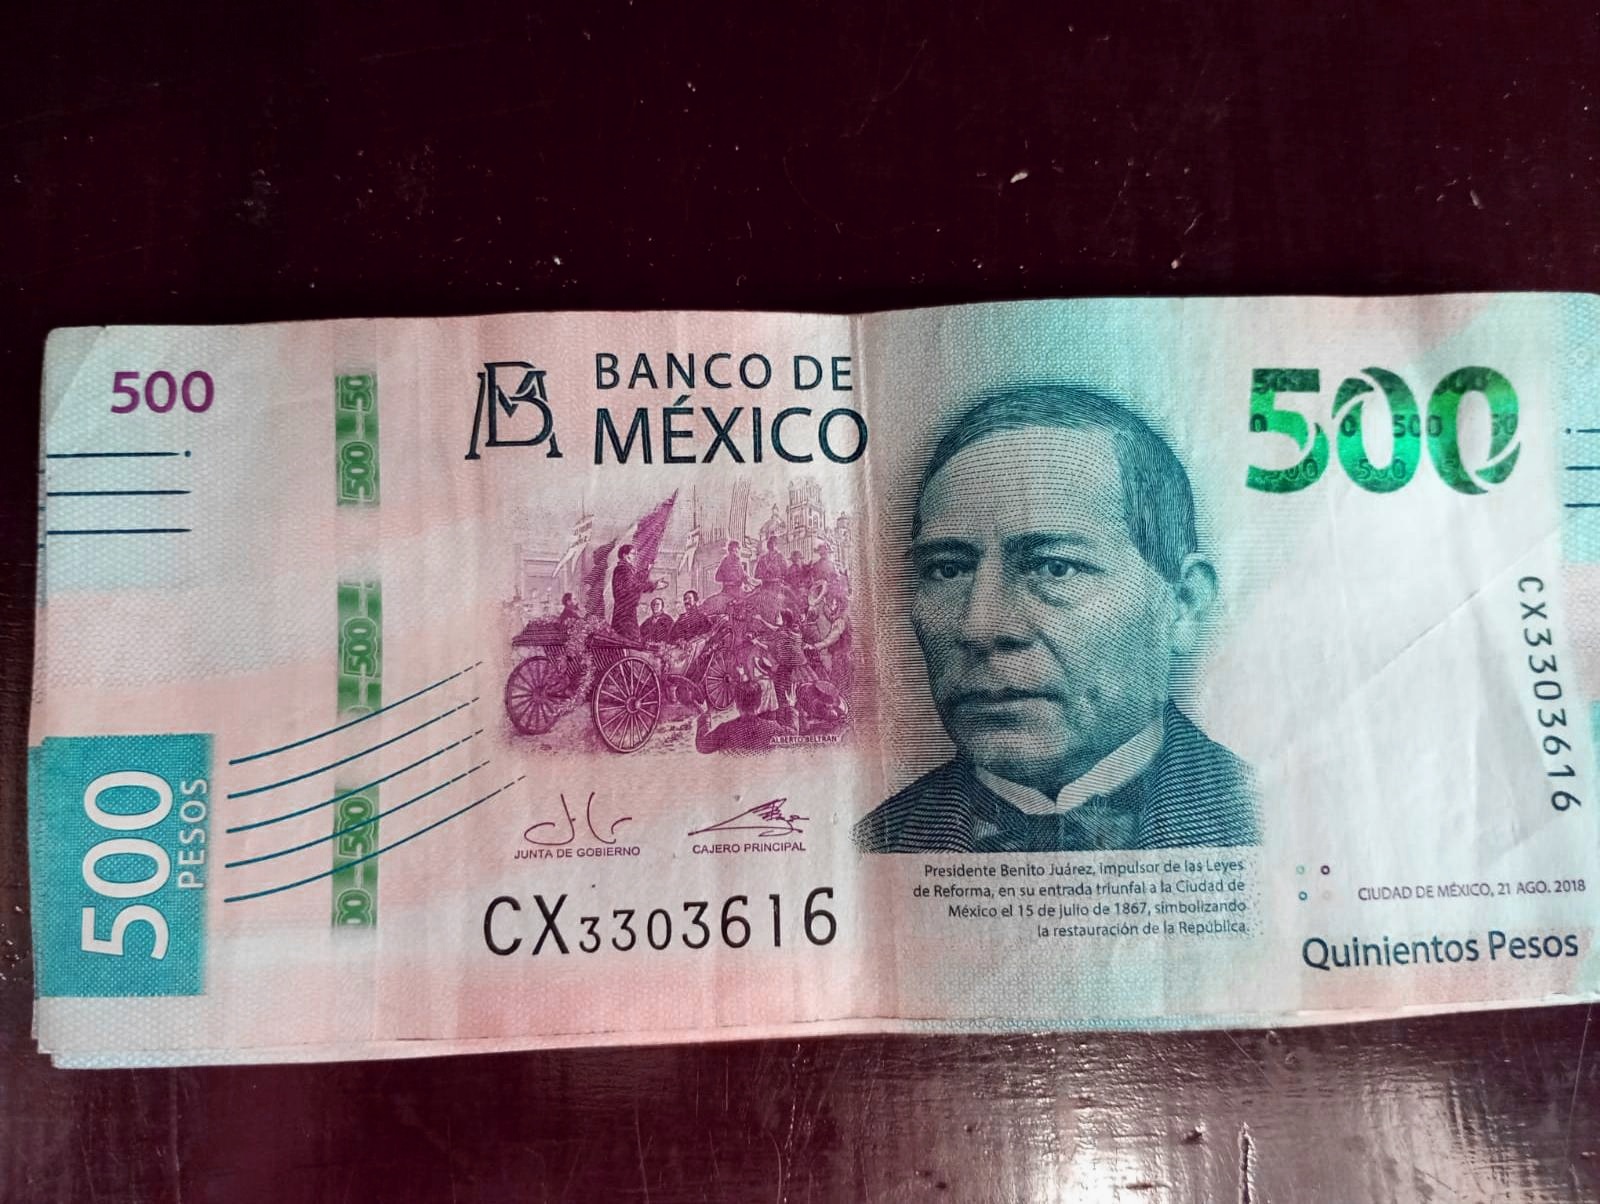 500
BM
BANCO DE
MÉXICO
500
500
500
500
500
ALBERTO BELTRÁN
CX3303616
500
PESOS
JUNTA DE GOBIERNO
CAJERO PRINCIPAL
CX3303616
Presidente Benito Juárez, impulsor de las Leyes
de Reforma, en su entrada triunfal a la Ciudad de
México el 15 de julio de 1867, simbolizando
la restauración de la República.
CIUDAD DE MÉXICO, 21 AGO. 2018
Quinientos Pesos